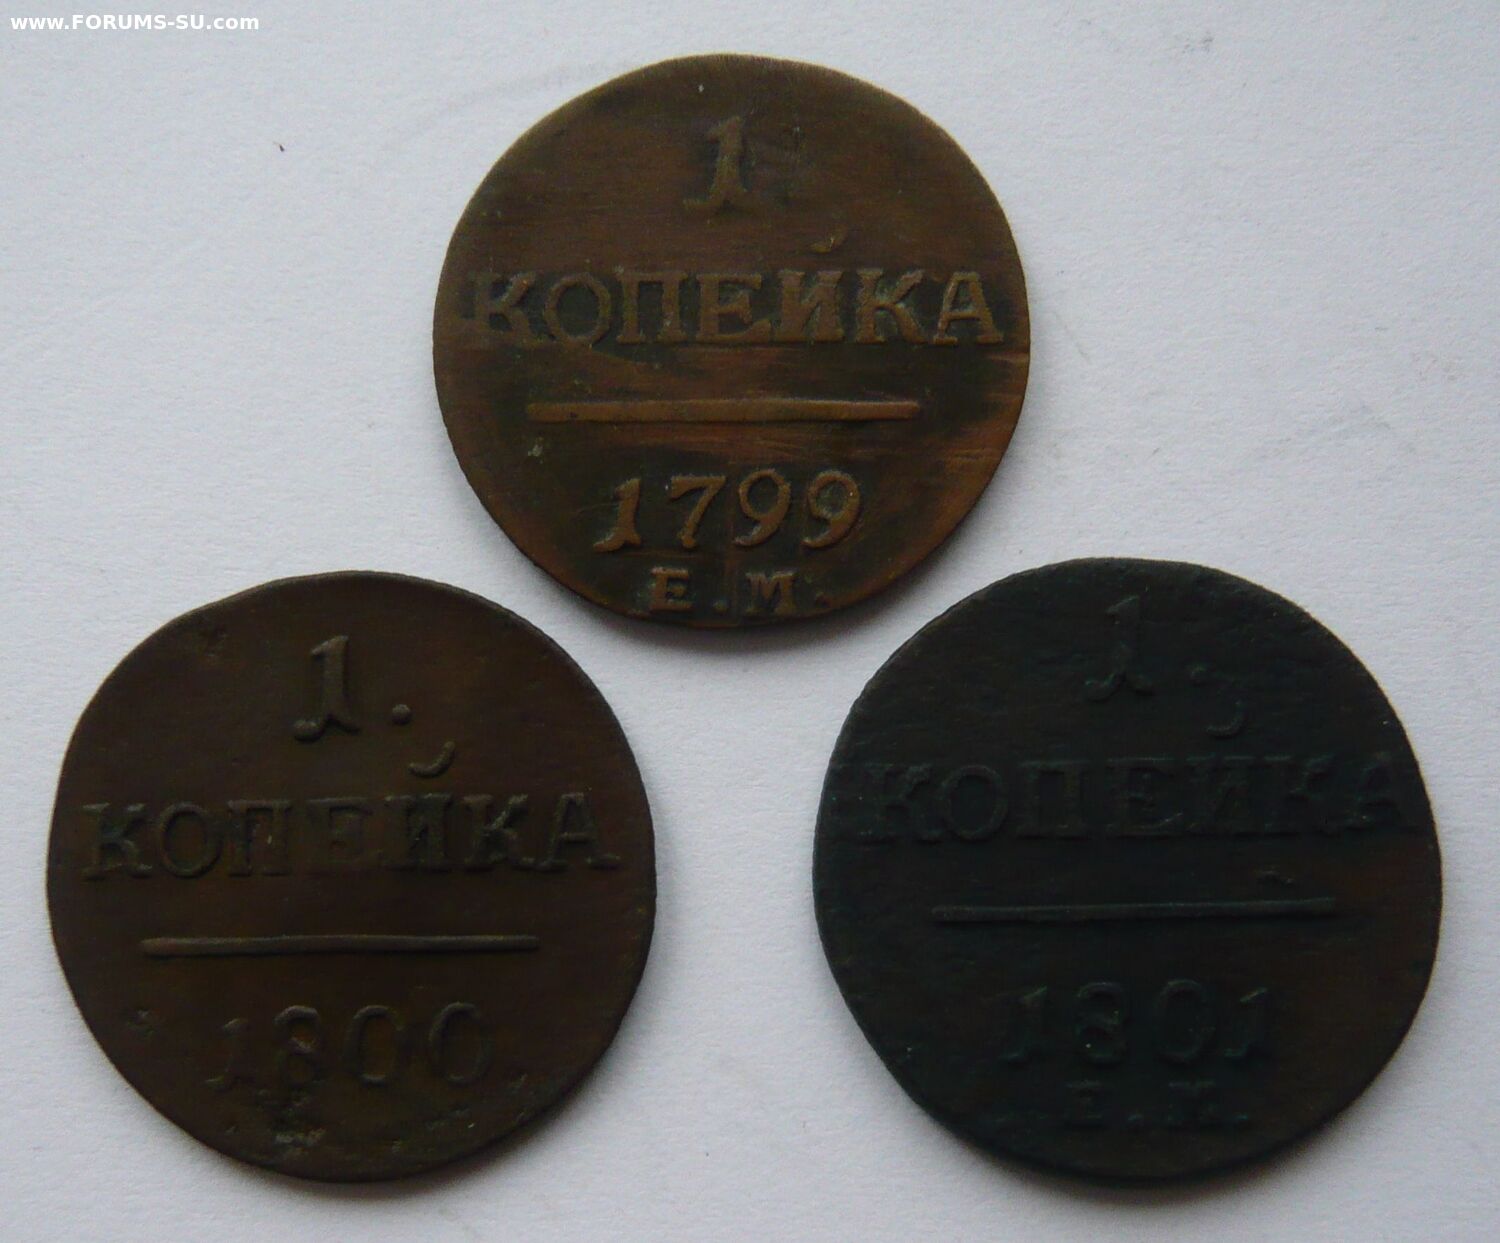 www.FORUMS-SU.com
1
КОПЕЙКА
1799
Е.М.
1.
КОПЕЙКА
1800
1.
КОПЕЙКА
1801
Е.М.